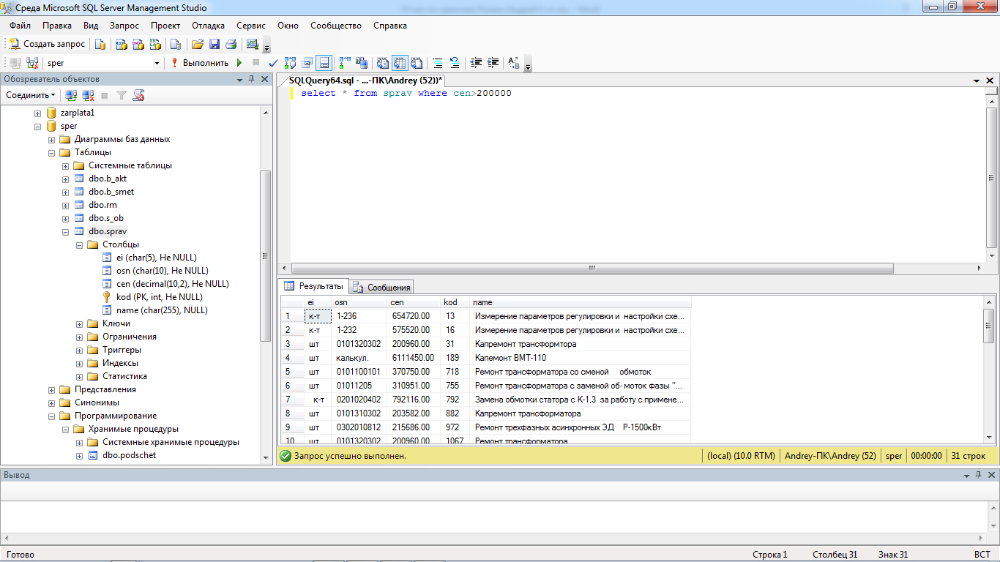 Среда Microsoft SQL Server Management Studio
Файл Правка Вид Запрос Проект Отладка Сервис Окно Сообщество Справка
Создать запрос
sper Выполнить
Обозреватель объектов
Соединить
zarplata1
sper
Диаграммы баз данных
Таблицы
Системные таблицы
dbo.b_akt
dbo.b_smet
dbo.rm
dbo.s_ob
dbo.sprav
Столбцы
ei (char(5), Не NULL)
osn (char(10), Не NULL)
cen (decimal(10,2), Не NULL)
kod (PK, int, Не NULL)
name (char(255), NULL)
Ключи
Ограничения
Триггеры
Индексы
Статистика
Представления
Синонимы
Программирование
Хранимые процедуры
Системные хранимые процедуры
dbo.podschet
SQLQuery64.sql - ...-ПК\Andrey (52))*
select * from sprav where cen>200000
Результаты Сообщения
ei osn cen kod name
1 к-т 1-236 654720.00 13 Измерение параметров регулировки и настройки схе...
2 к-т 1-232 575520.00 16 Измерение параметров регулировки и настройки схе...
3 шт 0101320302 200960.00 31 Капремонт трансформтора
4 шт калькул. 6111450.00 189 Капемонт ВМТ-110
5 шт 0101100101 370750.00 718 Ремонт трансформатора со сменой обмоток
6 шт 01011205 310951.00 755 Ремонт трансформатора с заменой об- моток фазы "...
7 к-т 0201020402 792116.00 792 Замена обмотки статора с К-1,3 за работу с примене...
8 шт 0101310302 203582.00 882 Капремонт трансформатора
9 шт 0302010812 215686.00 972 Ремонт трехфазных асинхронных ЭД Р-1500кВт
10 шт 0101320302 200960.00 1067 Ремонт трансформатора
Запрос успешно выполнен. (local) (10.0 RTM) Andrey-ПК\Andrey (52) sper 00:00:00 31 строк
Вывод
Готово Строка 1 Столбец 31 Знак 31 ВСТ